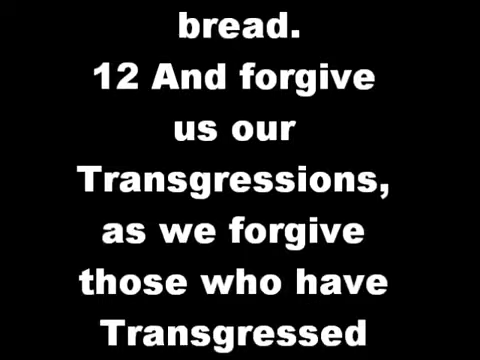 bread.
12 And forgive
us our
Transgressions,
as we forgive
those who have
Transgressed